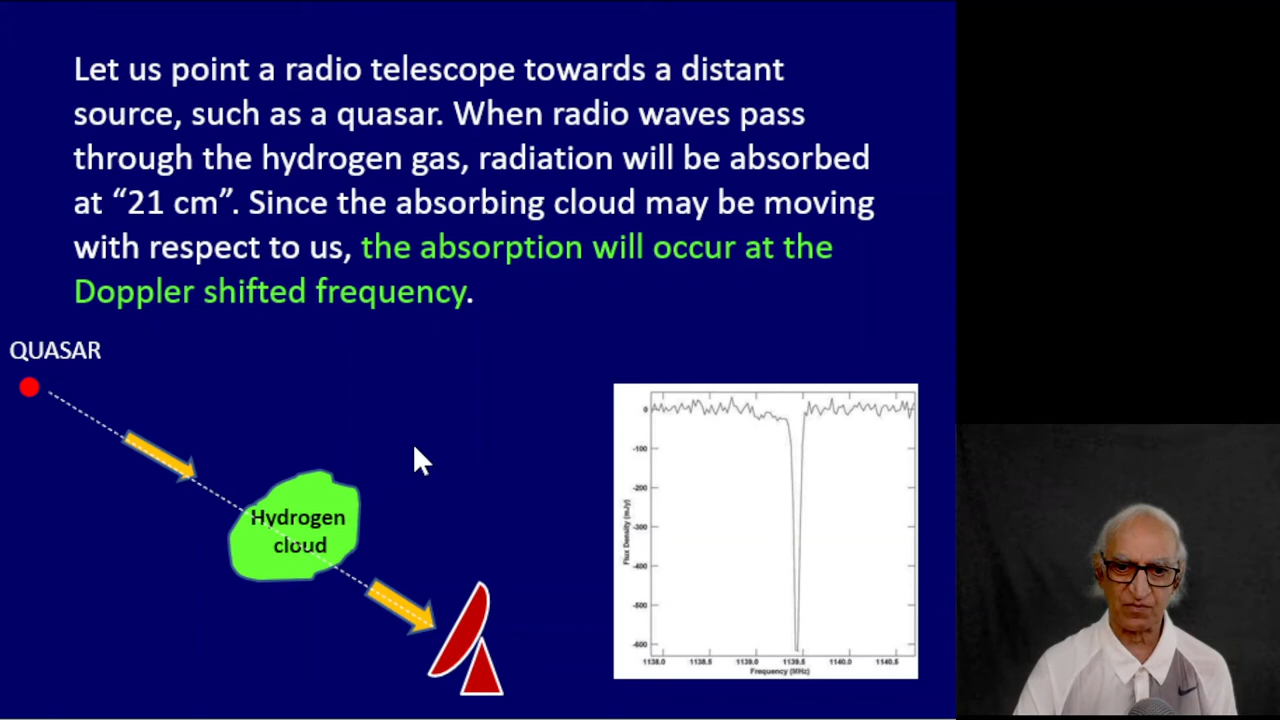 Let us point a radio telescope towards a distant
source, such as a quasar. When radio waves pass
through the hydrogen gas, radiation will be absorbed
at “21 cm”. Since the absorbing cloud may be moving
with respect to us, the absorption will occur at the
Doppler shifted frequency.
QUASAR
Hydrogen
cloud
Flux Density (mJy)
0
-100
-200
-300
-400
-500
-600
1138.0 1138.5 1139.0 1139.5 1140.0 1140.5
Frequency (MHz)